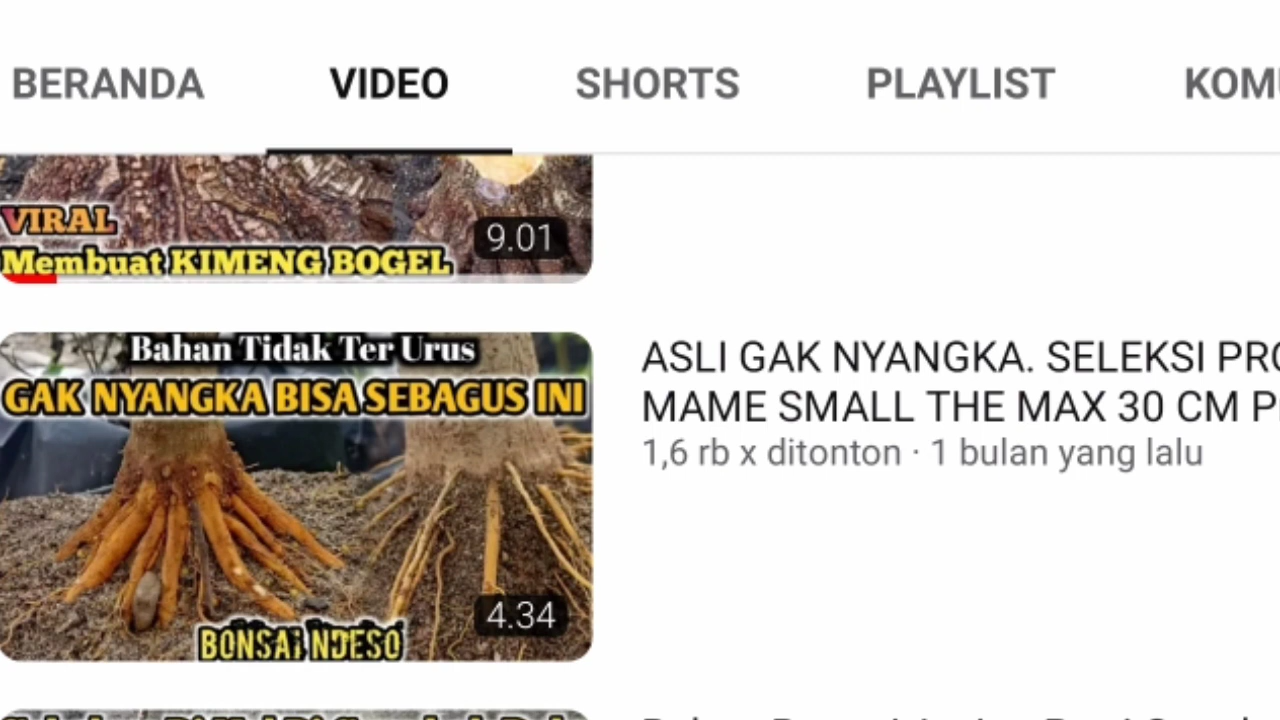 BERANDA VIDEO SHORTS PLAYLIST
VIRAL
9.01
Membuat KIMENG BOGEL
Bahan Tidak Ter Urus
GAK NYANGKA BISA SEBAGUS INI
BONSAI NDESO
4.34
ASLI GAK NYANGKA. SELEKSI
MAME SMALL THE MAX 30 CM
1,6 rb x ditonton · 1 bulan yang lalu